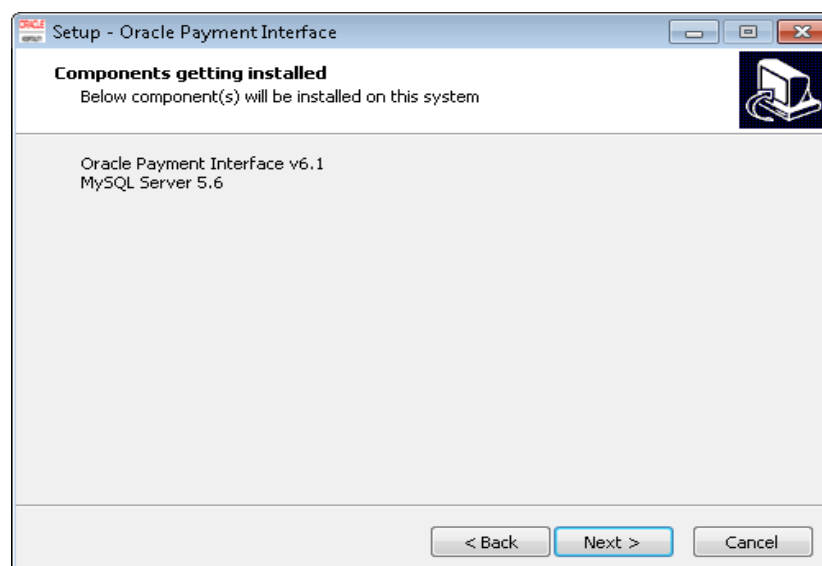 Setup - Oracle Payment Interface
Components getting installed
Below component(s) will be installed on this system
Oracle Payment Interface v6.1
MySQL Server 5.6
< Back
Next >
Cancel